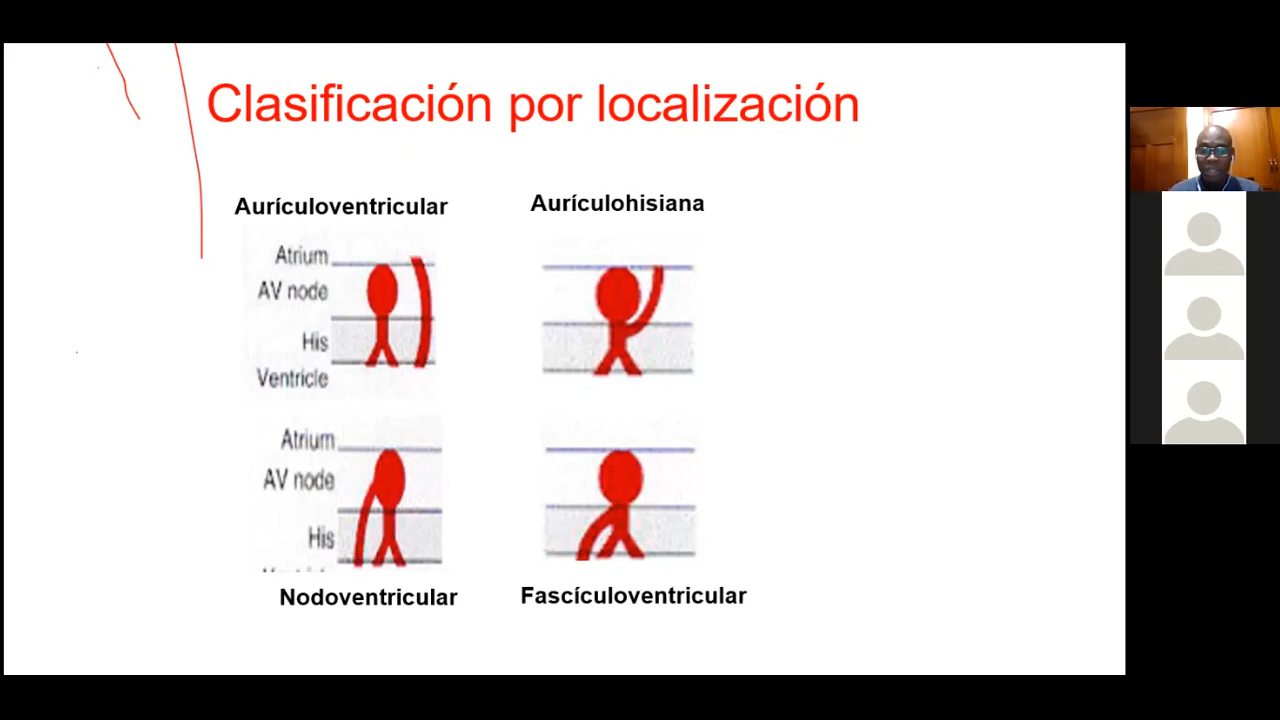 Clasificación por localización
Aurículoventricular
Aurículohisiana
Atrium
AV node
His
Ventricle
Atrium
AV node
His
Nodoventricular
Fascículoventricular